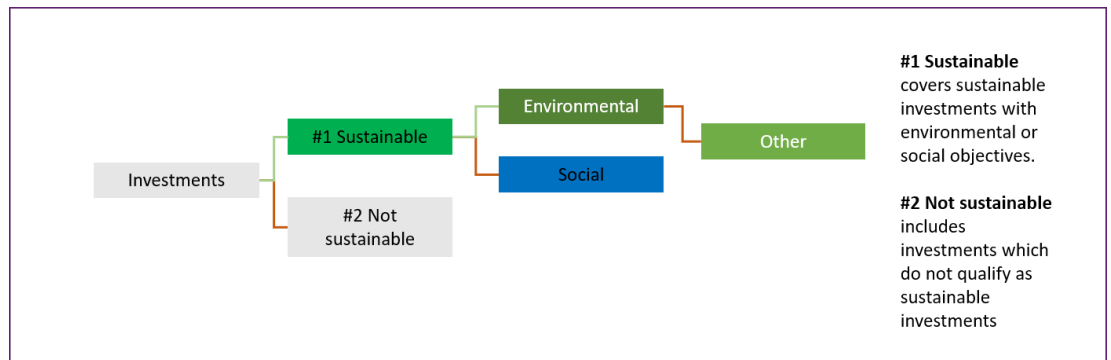 Investments
#1 Sustainable
#2 Not
sustainable
Environmental
Social
Other
#1 Sustainable
covers sustainable
investments with
environmental or
social objectives.
#2 Not sustainable
includes
investments which
do not qualify as
sustainable
investments